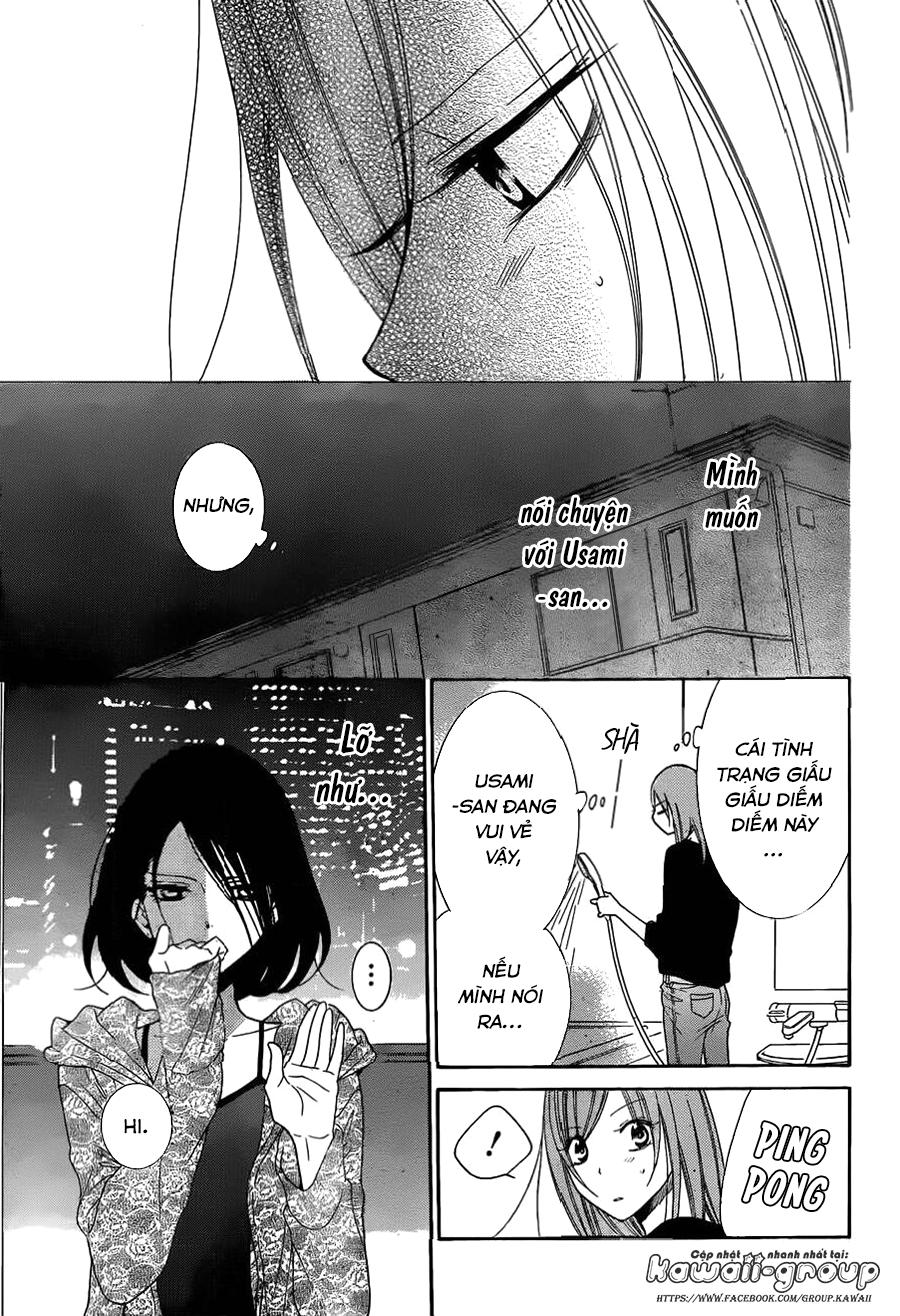 Mình
muốn
nói chuyện
với Usami
-san...
NHƯNG,
CÁI TÌNH
TRẠNG GIẤU
GIẤU DIẾM
DIẾM NÀY
...
SHÀ
USAMI
-SAN ĐANG
VUI VẺ
VẬY,
NẾU
MÌNH NÓI
RA...
PING
PONG
!
Lỡ
như...
...
HI.
Cập nhật nhanh nhất tại:
kawaii-group
HTTPS://WWW.FACEBOOK.COM/GROUP.KAWAII